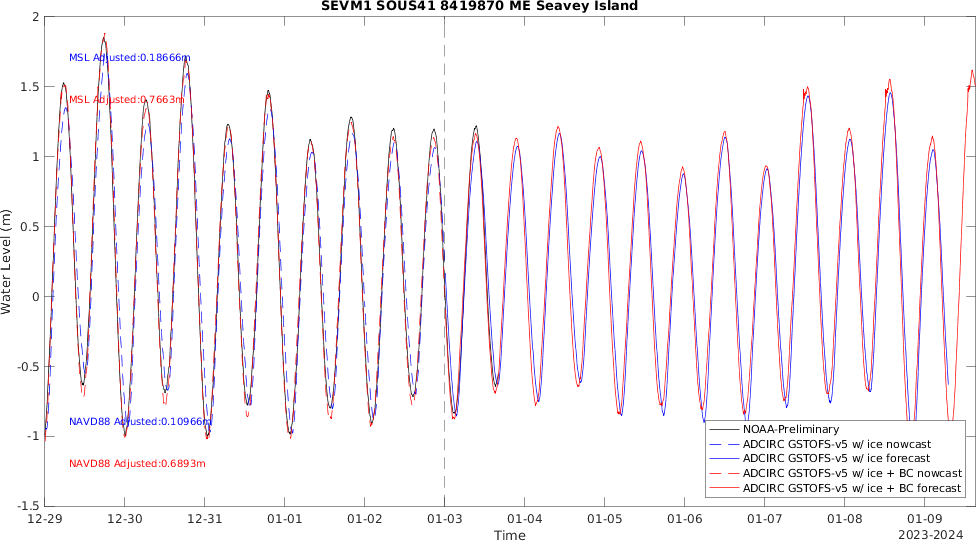 SEVM1 SOUS41 8419870 ME Seavey Island
2
MSL Adjusted:0.18666m
1.5
MSL Adjusted:0.7663m
1
0.5
Water Level (m)
0
-0.5
NAVD88 Adjusted:0.10966m
-1
NAVD88 Adjusted:0.6893m
-1.5
NOAA-Preliminary
ADCIRC GSTOFS-v5 w/ ice nowcast
ADCIRC GSTOFS-v5 w/ ice forecast
ADCIRC GSTOFS-v5 w/ ice + BC nowcast
ADCIRC GSTOFS-v5 w/ ice + BC forecast
12-29 12-30 12-31 01-01 01-02 01-03 01-04 01-05 01-06 01-07 01-08 01-09
Time
2023-2024